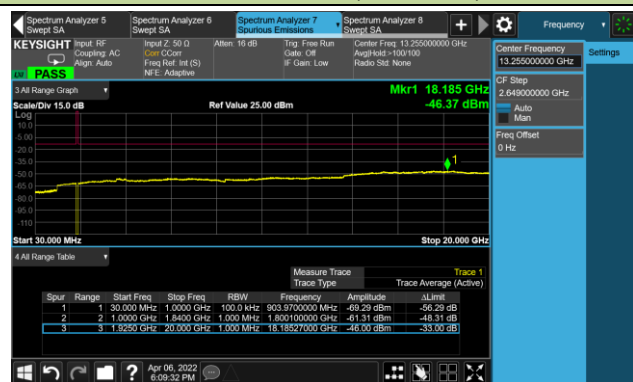 Spectrum Analyzer 5
Swept SA
Spectrum Analyzer 6
Swept SA
Spectrum Analyzer 7
Spurious Emissions
Spectrum Analyzer 8
Swept SA
Frequency
KEYSIGHT
Input: RF
Coupling: AC
Align: Auto
Input Z: 50 Ω
Corr CCorr
Freq Ref: Int (S)
NFE: Adaptive
Atten: 16 dB
Trig: Free Run
Gate: Off
IF Gain: Low
Center Freq: 13.255000000 GHz
Avg|Hold:>100/100
Radio Std: None
PASS
Center Frequency
13.255000000 GHz
Settings
CF Step
2.649000000 GHz
Auto
Man
Freq Offset
0 Hz
3 All Range Graph
Mkr1 18.185 GHz
Scale/Div 15.0 dB
Ref Value 25.00 dBm
-46.37 dBm
Log
10.0
-5.00
-20.0
-35.0
-50.0
-65.0
-80.0
-95.0
-110
1
Start 30.000 MHz
Stop 20.000 GHz
4 All Range Table
Measure Trace Trace 1
Trace Type Trace Average (Active)
Spur Range Start Freq Stop Freq RBW Frequency Amplitude ΔLimit
1 1 30.000 MHz 1.0000 GHz 100.0 kHz 903.9700000 MHz -69.29 dBm -56.29 dB
2 2 1.0000 GHz 1.8400 GHz 1.000 MHz 1.800100000 GHz -61.31 dBm -48.31 dB
3 3 1.9250 GHz 20.000 GHz 1.000 MHz 18.18527000 GHz -46.00 dBm -33.00 dB
Apr 06, 2022
6:09:32 PM